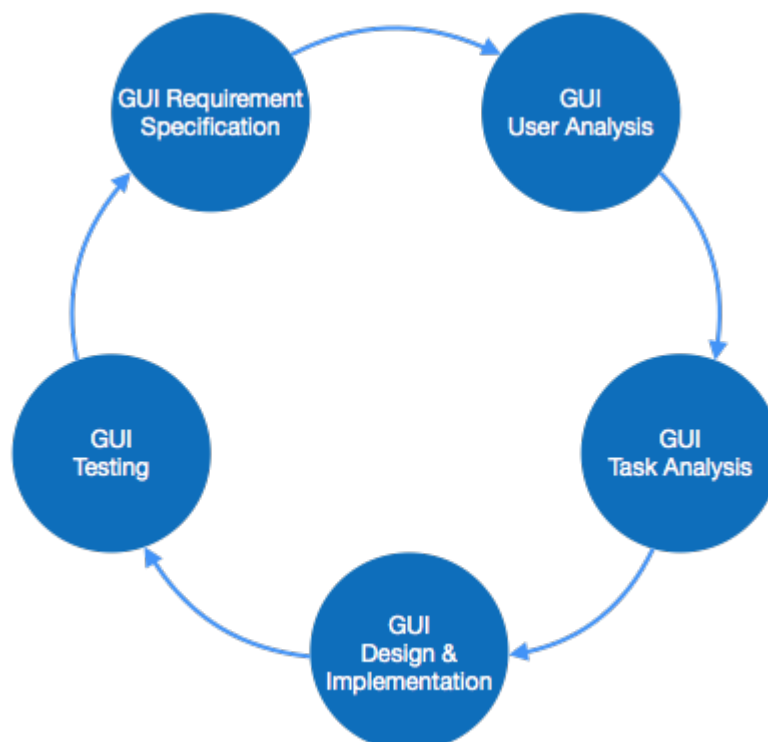 GUI Requirement
Specification
GUI
User Analysis
GUI
Task Analysis
GUI
Design &
Implementation
GUI
Testing